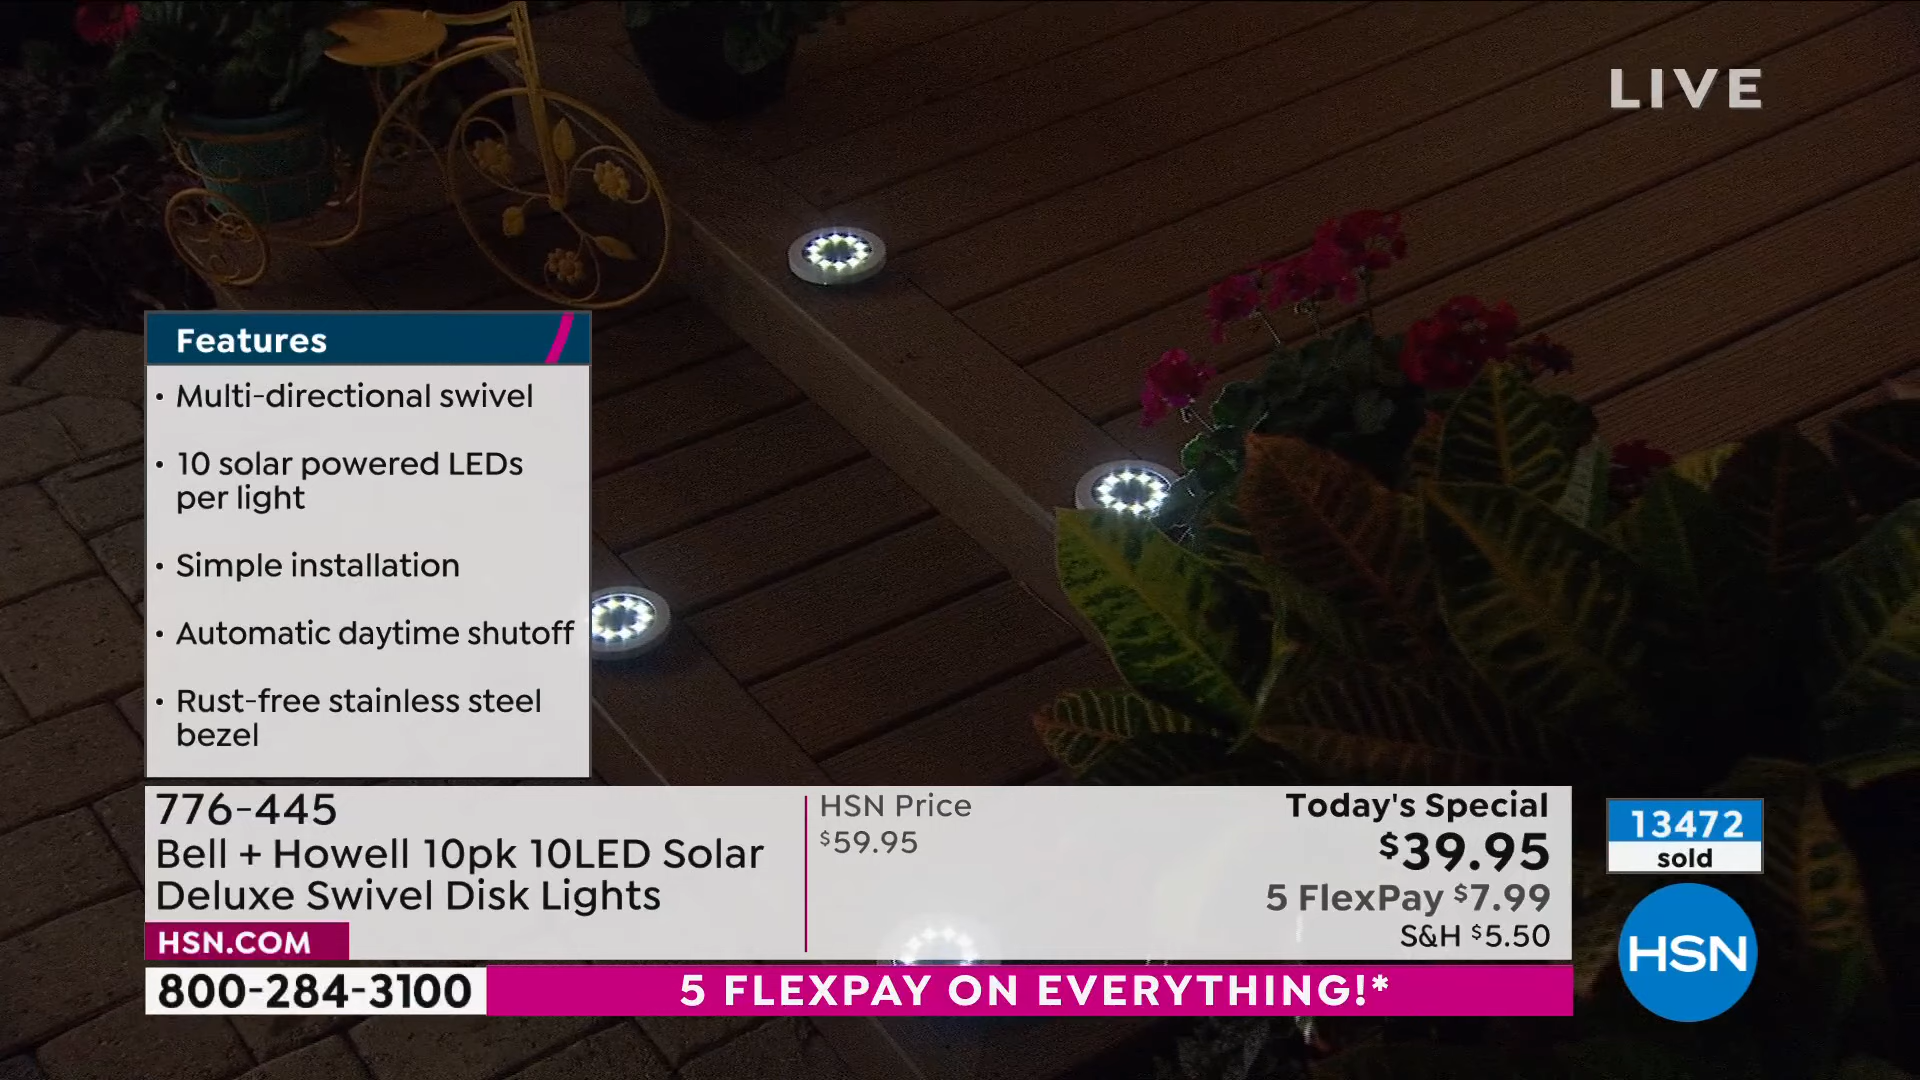 LIVE
Features
• Multi-directional swivel
• 10 solar powered LEDs
per light
• Simple installation
• Automatic daytime shutoff
• Rust-free stainless steel
bezel
776-445
Bell + Howell 10pk 10LED Solar
Deluxe Swivel Disk Lights
HSN.COM
HSN Price
$59.95
Today's Special
$39.95
5 FlexPay $7.99
S&H $5.50
13472
sold
HSN
800-284-3100
5 FLEXPAY ON EVERYTHING!*